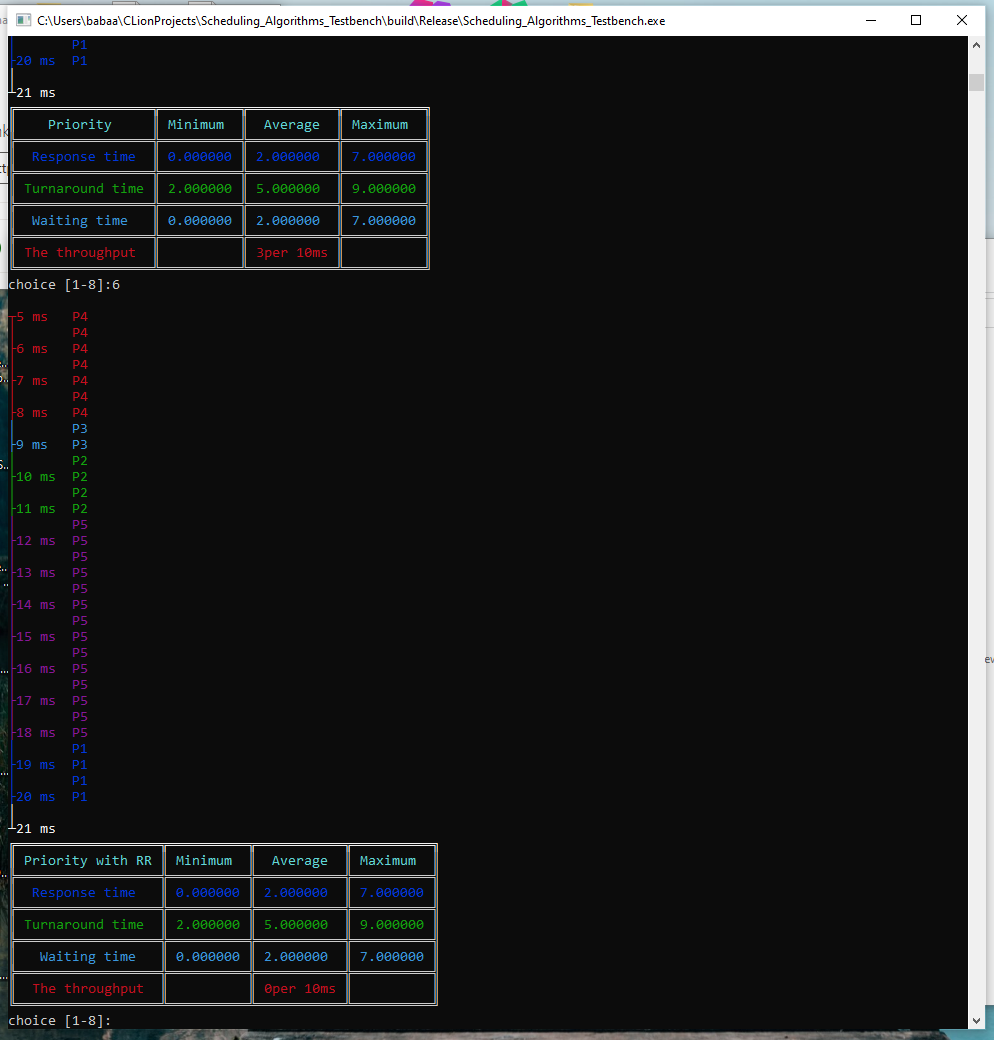 C:\Users\babaa\CLionProjects\Scheduling_Algorithms_Testbench\build\Release\Scheduling_Algorithms_Testbench.exe
P1
20 ms P1
21 ms
Priority Minimum Average Maximum
Response time 0.000000 2.000000 7.000000
Turnaround time 2.000000 5.000000 9.000000
Waiting time 0.000000 2.000000 7.000000
The throughput 3per 10ms
choice [1-8]:6
5 ms P4
P4
6 ms P4
P4
7 ms P4
P4
8 ms P4
P3
9 ms P3
P2
10 ms P2
P2
11 ms P2
P5
12 ms P5
P5
13 ms P5
P5
14 ms P5
P5
15 ms P5
P5
16 ms P5
P5
17 ms P5
P5
18 ms P5
P1
19 ms P1
P1
20 ms P1
21 ms
Priority with RR Minimum Average Maximum
Response time 0.000000 2.000000 7.000000
Turnaround time 2.000000 5.000000 9.000000
Waiting time 0.000000 2.000000 7.000000
The throughput 0per 10ms
choice [1-8]: